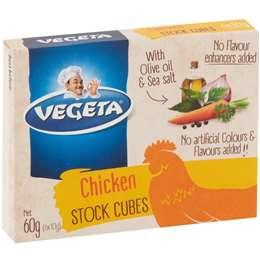 VEGETA
With
Olive oil
& Sea salt
No Flavour
enhancers added
No artificial Colours &
Flavours added !!
Chicken
STOCK CUBES
Net
60g (6x10g)